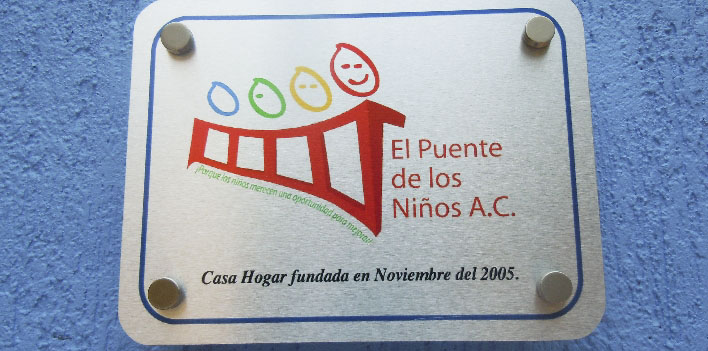 El Puente
de los
Niños A.C.
¡Porque los niños merecen una oportunidad para mejorar!
Casa Hogar fundada en Noviembre del 2005.